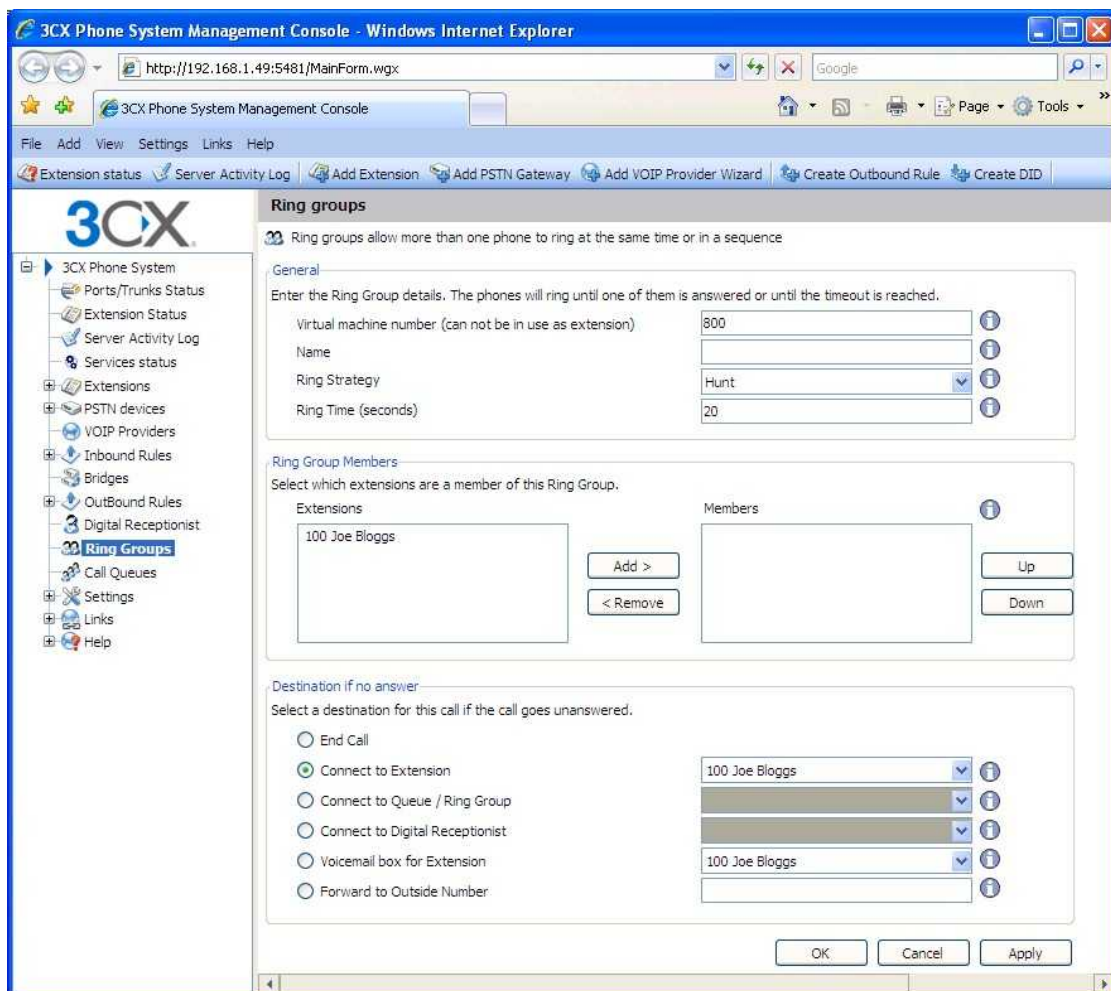 3CX Phone System Management Console - Windows Internet Explorer
http://192.168.1.49:5481/MainForm.wgx
Google
3CX Phone System Management Console
Page
Tools
»
File Add View Settings Links Help
Extension status Server Activity Log Add Extension Add PSTN Gateway Add VOIP Provider Wizard Create Outbound Rule Create DID
3CX
3CX Phone System
Ports/Trunks Status
Extension Status
Server Activity Log
Services status
Extensions
PSTN devices
VOIP Providers
Inbound Rules
Bridges
OutBound Rules
Digital Receptionist
Ring Groups
Call Queues
Settings
Links
Help
Ring groups
Ring groups allow more than one phone to ring at the same time or in a sequence
General
Enter the Ring Group details. The phones will ring until one of them is answered or until the timeout is reached.
Virtual machine number (can not be in use as extension) 800
Name
Ring Strategy Hunt
Ring Time (seconds) 20
Ring Group Members
Select which extensions are a member of this Ring Group.
Extensions Members
100 Joe Bloggs
Add > Up
< Remove Down
Destination if no answer
Select a destination for this call if the call goes unanswered.
End Call
Connect to Extension 100 Joe Bloggs
Connect to Queue / Ring Group
Connect to Digital Receptionist
Voicemail box for Extension 100 Joe Bloggs
Forward to Outside Number
OK Cancel Apply